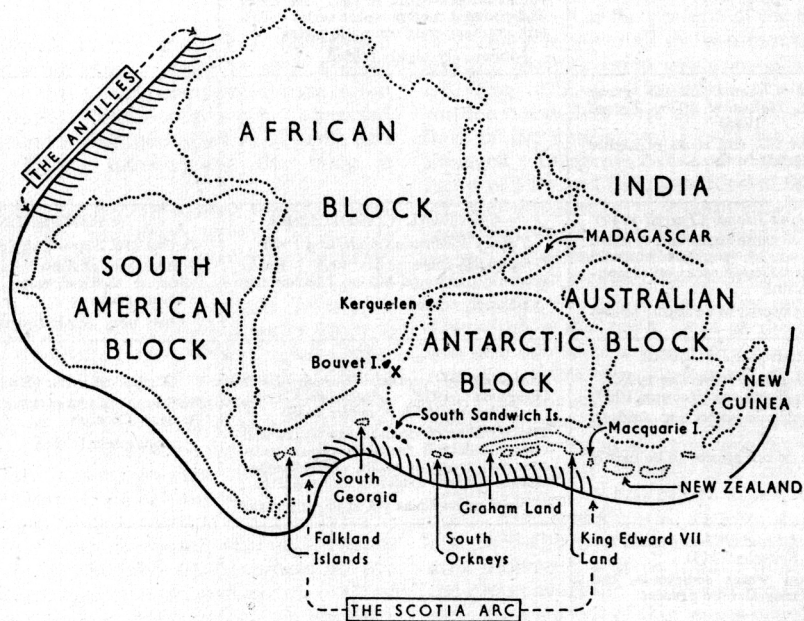 THE ANTILLES
AFRICAN
BLOCK
INDIA
MADAGASCAR
SOUTH
AMERICAN
BLOCK
Kerguelen
AUSTRALIAN
BLOCK
Bouvet I.
X
ANTARCTIC
BLOCK
NEW
GUINEA
South Sandwich Is.
Macquarie I.
South
Georgia
Graham Land
NEW ZEALAND
Falkland
Islands
South
Orkneys
King Edward VII
Land
THE SCOTIA ARC